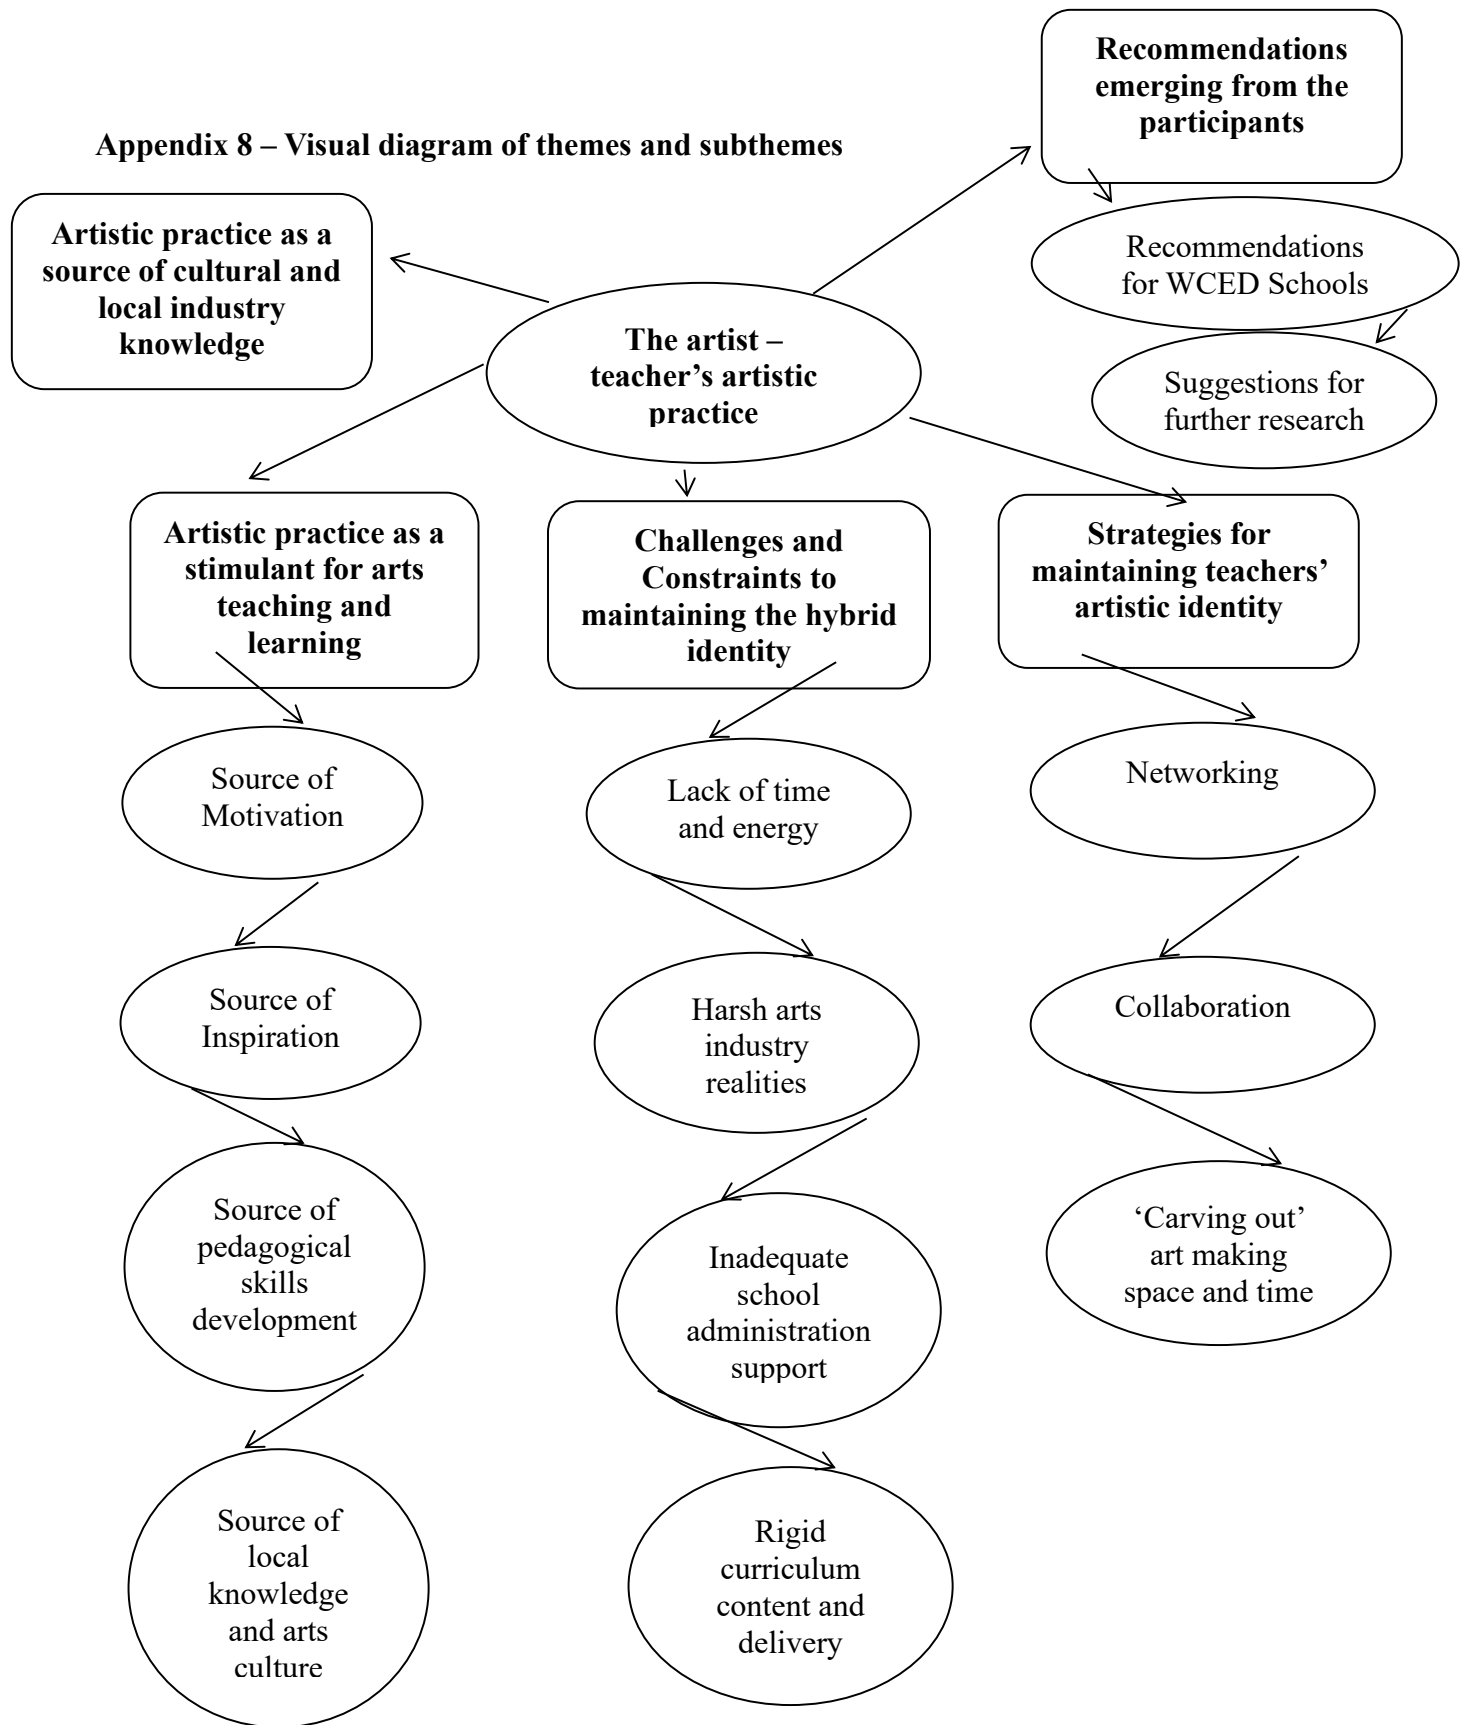 Recommendations
emerging from the
participants
Appendix 8 – Visual diagram of themes and subthemes
Artistic practice as a
source of cultural and
local industry
knowledge
Recommendations
for WCED Schools
The artist –
teacher’s artistic
practice
Suggestions for
further research
Artistic practice as a
stimulant for arts
teaching and
learning
Challenges and
Constraints to
maintaining the hybrid
identity
Strategies for
maintaining teachers’
artistic identity
Source of
Motivation
Lack of time
and energy
Networking
Source of
Inspiration
Harsh arts
industry
realities
Collaboration
Source of
pedagogical
skills
development
Inadequate
school
administration
support
‘Carving out’
art making
space and time
Source of
local
knowledge
and arts
culture
Rigid
curriculum
content and
delivery